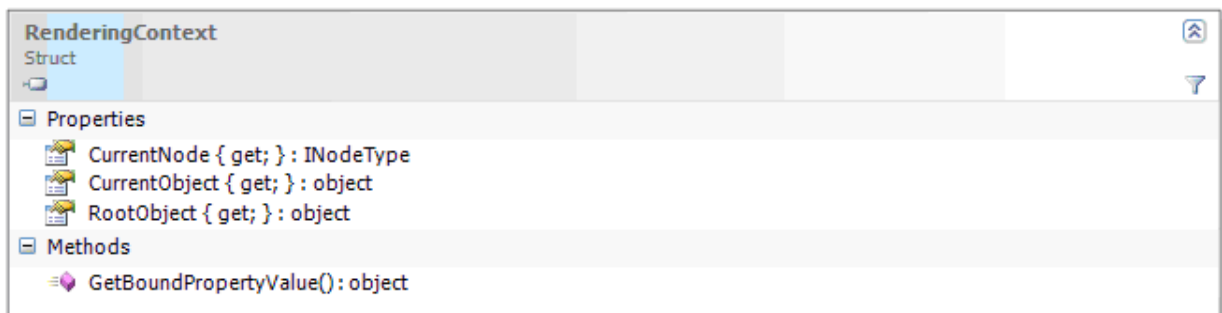 RenderingContext
Struct
Properties
CurrentNode { get; } : INodeType
CurrentObject { get; } : object
RootObject { get; } : object
Methods
GetBoundPropertyValue() : object